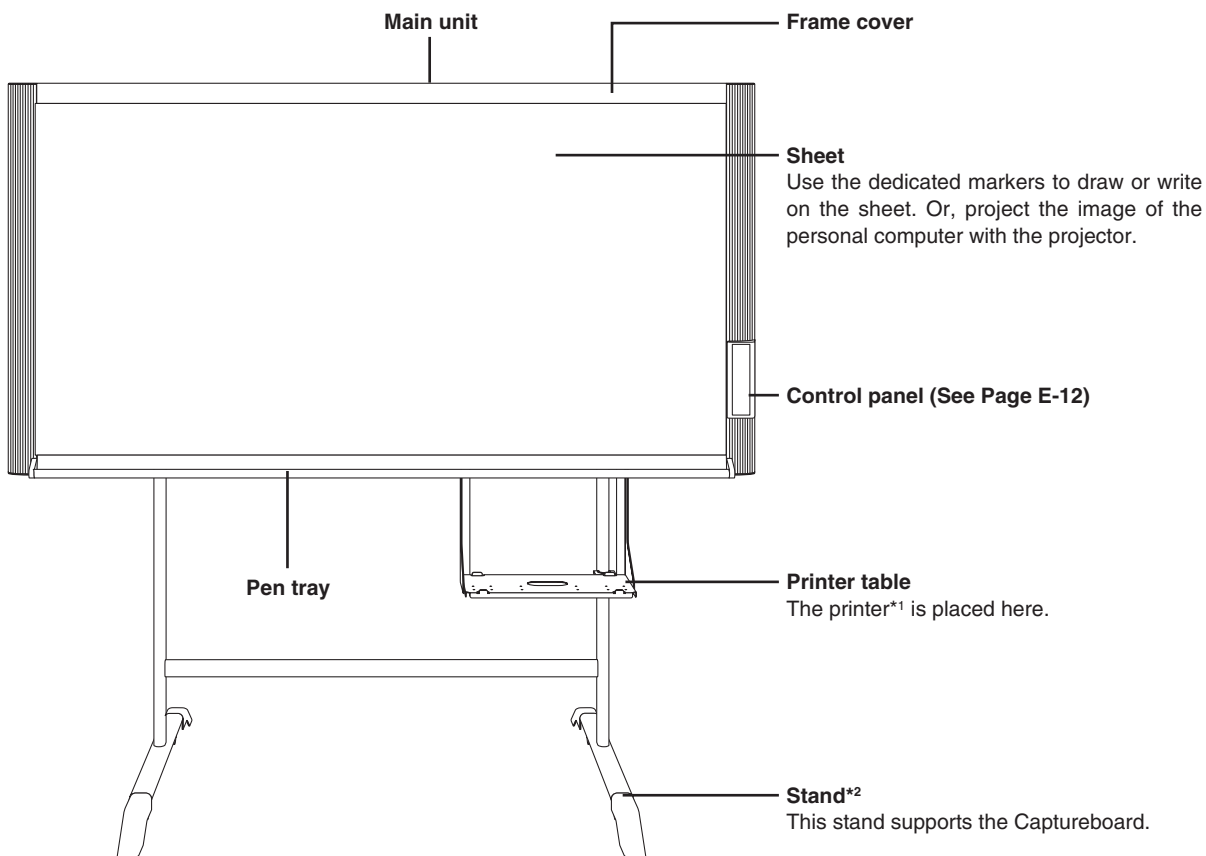 Main unit
Frame cover
Sheet
Use the dedicated markers to draw or write
on the sheet. Or, project the image of the
personal computer with the projector.
Control panel (See Page E-12)
Pen tray
Printer table
The printer*1 is placed here.
Stand*2
This stand supports the Captureboard.